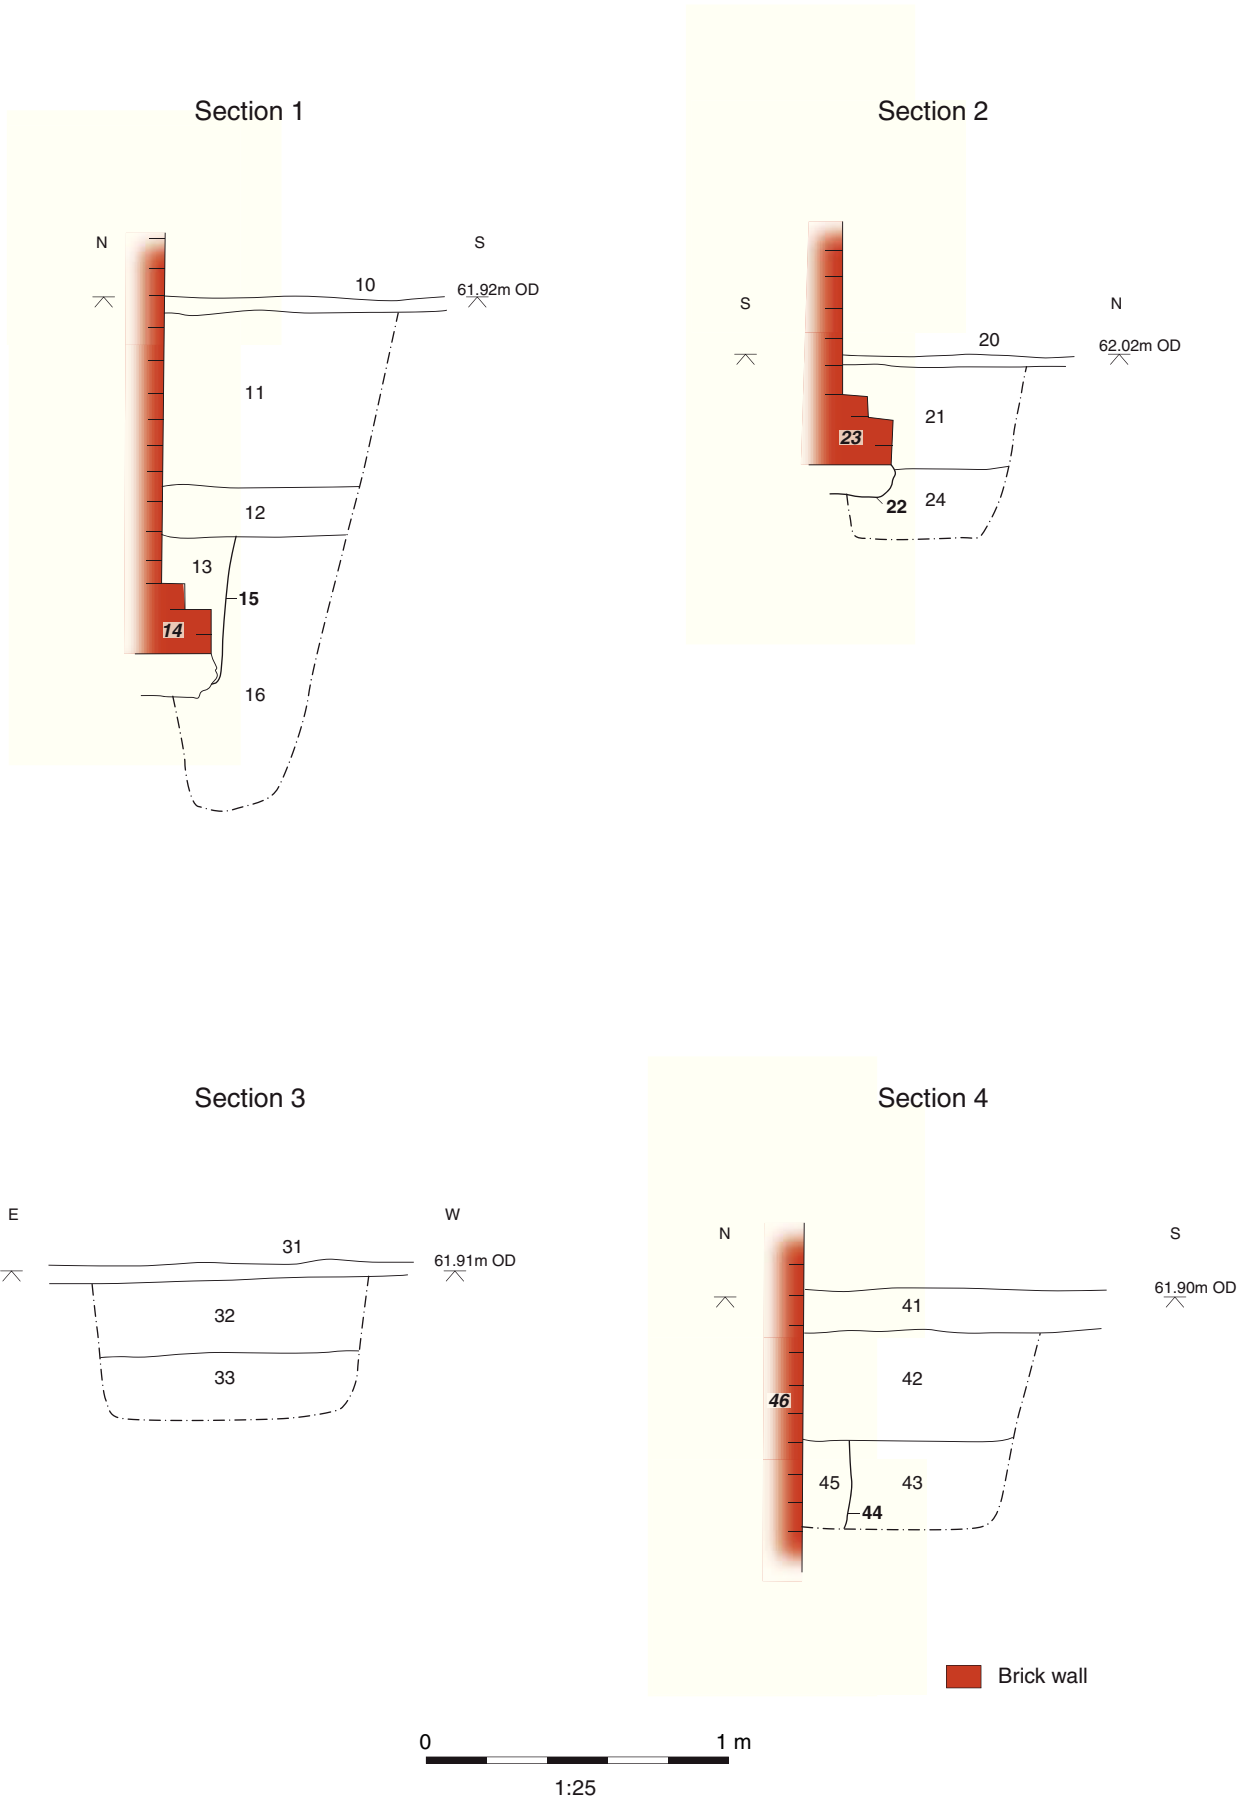 Section 1
N
S
10
61.92m OD
11
12
13
15
14
16
Section 2
S
N
20
62.02m OD
21
23
22
24
Section 3
E
W
31
61.91m OD
32
33
Section 4
N
S
41
61.90m OD
42
46
45
43
44
Brick wall
0
1 m
1:25